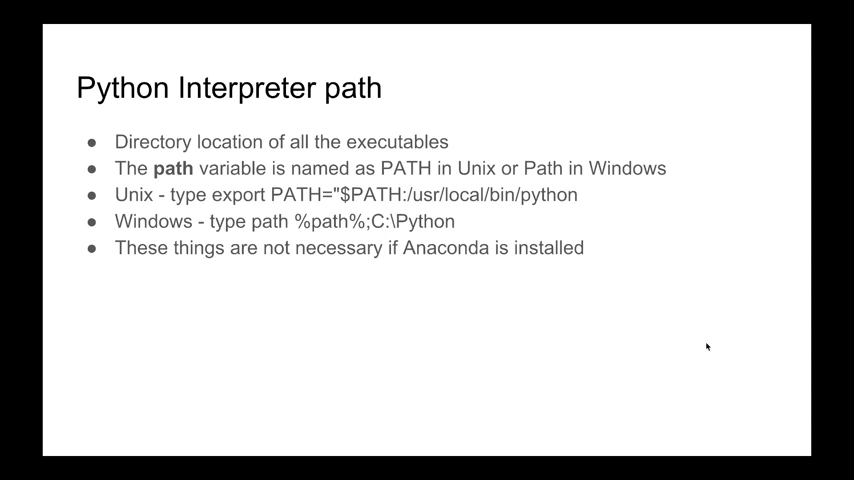 Python Interpreter path
● Directory location of all the executables
● The path variable is named as PATH in Unix or Path in Windows
● Unix - type export PATH="$PATH:/usr/local/bin/python
● Windows - type path %path%;C:\Python
● These things are not necessary if Anaconda is installed